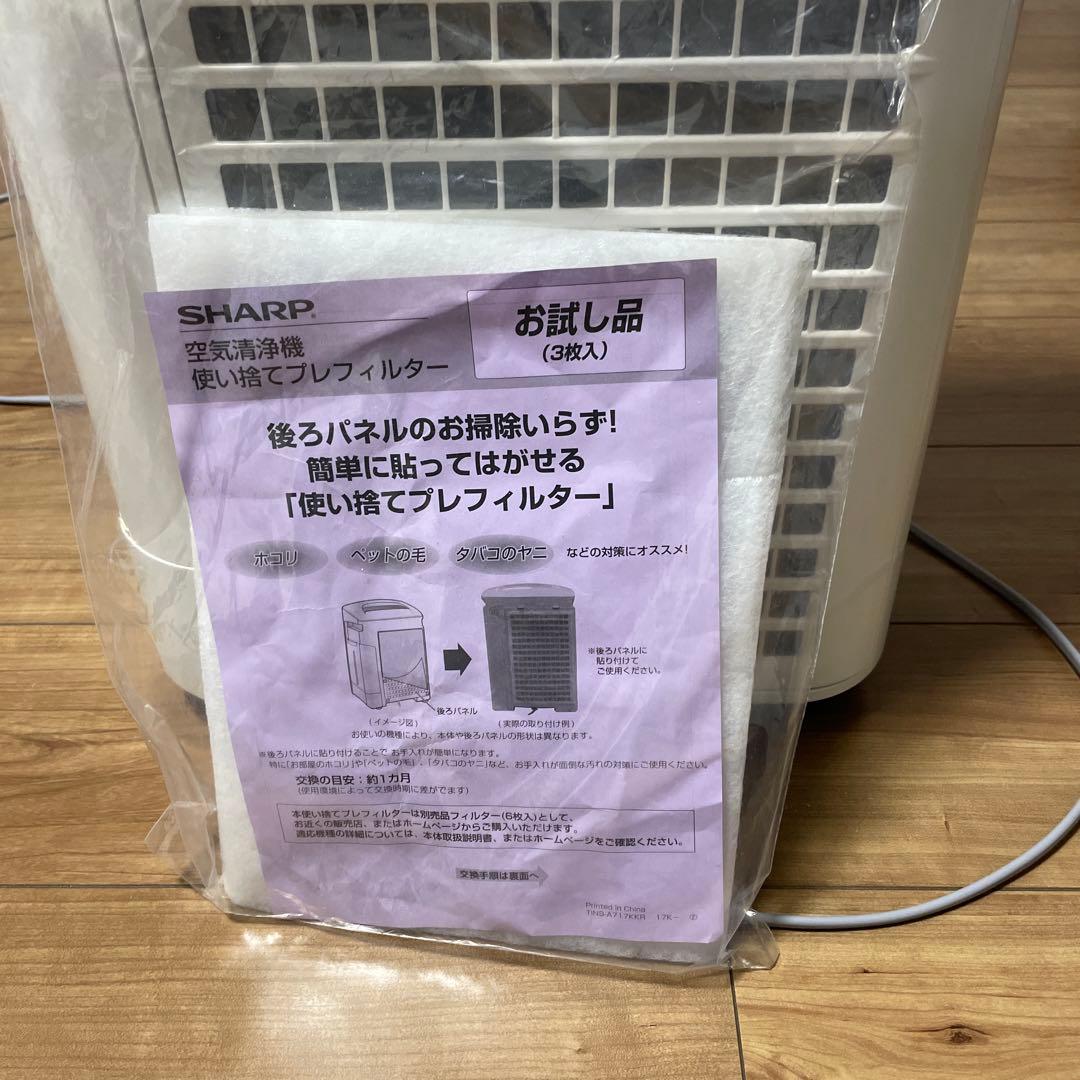 SHARP®
空気清浄機
使い捨てプレフィルター
お試し品
(3枚入)
後ろパネルのお掃除いらず!
簡単に貼ってはがせる
「使い捨てプレフィルター」
ホコリ ペットの毛 タバコのヤニ などの対策にオススメ!
※後ろパネルに
貼り付けて
ご使用ください。
後ろパネル
(イメージ図) (実際の取り付け例)
お使いの機種により、本体や後ろパネルの形状は異なります。
※後ろパネルに貼り付けることで お手入れが簡単になります。
特に「お部屋のホコリ」や「ペットの毛」、「タバコのヤニ」など、お手入れが面倒な汚れの対策にご使用ください。
交換の目安:約1カ月
(使用環境によって交換時期に差がでます)
本使い捨てプレフィルターは別売品フィルター(6枚入)として、
お近くの販売店、またはホームページからご購入いただけます。
適応機種の詳細については、本体取扱説明書、またはホームページをご確認ください。
交換手順は裏面へ
Printed in China
TINS-A717KKR 17K- ②